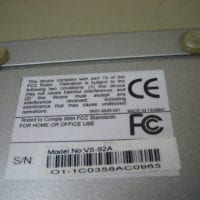 This device complies with part 15 of the
FCC Rules. Operation is subject to the
following two conditions: (1) this device may
not cause harmful interference, and
(2) this device must accept any
interference received, including
interference that may cause undesired
operations.
CE
MADE IN TAIWAN
Tested to Comply With FCC Standards
FOR HOME OR OFFICE USE
FC
Model No: VS-92A
S/N:
O1-1C0358AC0965